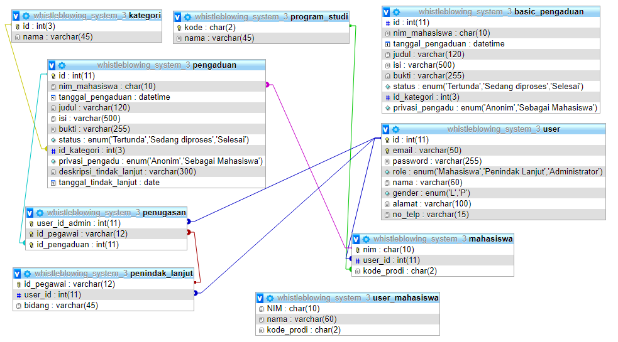 whistleblowing_system_3 kategori
id : int(3)
nama : varchar(45)
whistleblowing_system_3 program_studi
kode : char(2)
nama : varchar(45)
whistleblowing_system_3 basic_pengaduan
id : int(11)
nim_mahasiswa : char(10)
tanggal_pengaduan : datetime
judul : varchar(120)
isi : varchar(500)
bukti : varchar(255)
status : enum('Tertunda','Sedang diproses','Selesai')
id_kategori : int(3)
privasi_pengadu : enum('Anonim','Sebagai Mahasiswa')
whistleblowing_system_3 pengaduan
id : int(11)
nim_mahasiswa : char(10)
tanggal_pengaduan : datetime
judul : varchar(120)
isi : varchar(500)
bukti : varchar(255)
status : enum('Tertunda','Sedang diproses','Selesai')
id_kategori : int(3)
privasi_pengadu : enum('Anonim','Sebagai Mahasiswa')
deskripsi_tindak_lanjut : varchar(300)
tanggal_tindak_lanjut : date
whistleblowing_system_3 user
id : int(11)
email : varchar(50)
password : varchar(255)
role : enum('Mahasiswa','Penindak Lanjut','Administrator')
nama : varchar(60)
gender : enum('L','P')
alamat : varchar(100)
no_telp : varchar(15)
whistleblowing_system_3 penugasan
user_id_admin : int(11)
id_pegawai : varchar(12)
id_pengaduan : int(11)
whistleblowing_system_3 mahasiswa
nim : char(10)
user_id : int(11)
kode_prodi : char(2)
whistleblowing_system_3 penindak_lanjut
id_pegawai : varchar(12)
user_id : int(11)
bidang : varchar(45)
whistleblowing_system_3 user_mahasiswa
NIM : char(10)
nama : varchar(60)
kode_prodi : char(2)